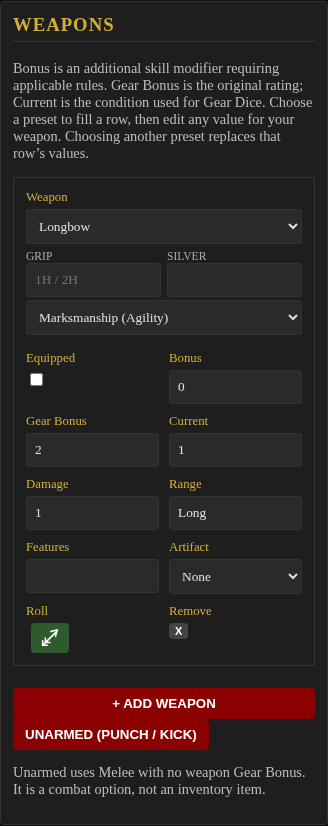 WEAPONS
Bonus is an additional skill modifier requiring
applicable rules. Gear Bonus is the original rating;
Current is the condition used for Gear Dice. Choose
a preset to fill a row, then edit any value for your
weapon. Choosing another preset replaces that
row’s values.
Weapon
Longbow
GRIP SILVER
1H / 2H
Marksmanship (Agility)
Equipped Bonus
0
Gear Bonus Current
2 1
Damage Range
1 Long
Features Artifact
None
Roll Remove
X
+ ADD WEAPON
UNARMED (PUNCH / KICK)
Unarmed uses Melee with no weapon Gear Bonus.
It is a combat option, not an inventory item.